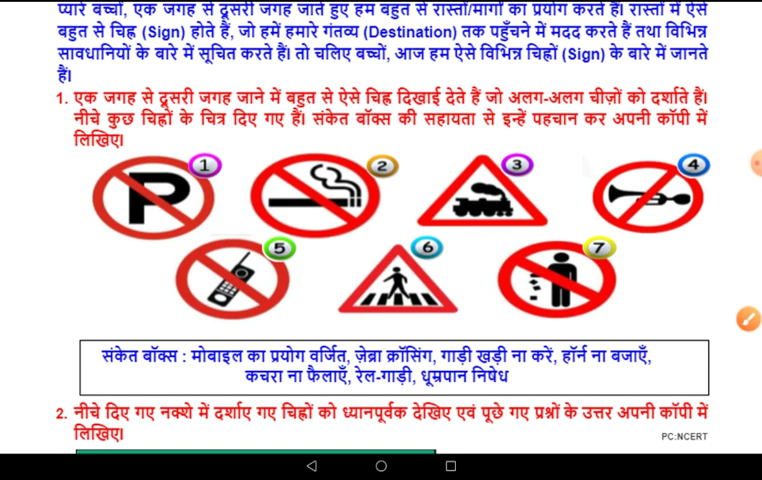 प्यारे बच्चों, एक जगह से दूसरी जगह जाते हुए हम बहुत से रास्तों/मार्गों का प्रयोग करते हैं। रास्तों में ऐसे
बहुत से चिह्न (Sign) होते हैं, जो हमें हमारे गंतव्य (Destination) तक पहुँचने में मदद करते हैं तथा विभिन्न
सावधानियों के बारे में सूचित करते हैं। तो चलिए बच्चों, आज हम ऐसे विभिन्न चिह्नों (Sign) के बारे में जानते
हैं।
1. एक जगह से दूसरी जगह जाने में बहुत से ऐसे चिह्न दिखाई देते हैं जो अलग-अलग चीज़ों को दर्शाते हैं।
नीचे कुछ चिह्नों के चित्र दिए गए हैं। संकेत बॉक्स की सहायता से इन्हें पहचान कर अपनी कॉपी में
लिखिए।
P 1 2 3 4
5 6 7
संकेत बॉक्स : मोबाइल का प्रयोग वर्जित, ज़ेब्रा क्रॉसिंग, गाड़ी खड़ी ना करें, हॉर्न ना बजाएँ,
कचरा ना फैलाएँ, रेल-गाड़ी, धूम्रपान निषेध
2. नीचे दिए गए नक्शे में दर्शाए गए चिह्नों को ध्यानपूर्वक देखिए एवं पूछे गए प्रश्नों के उत्तर अपनी कॉपी में
लिखिए।
PC:NCERT